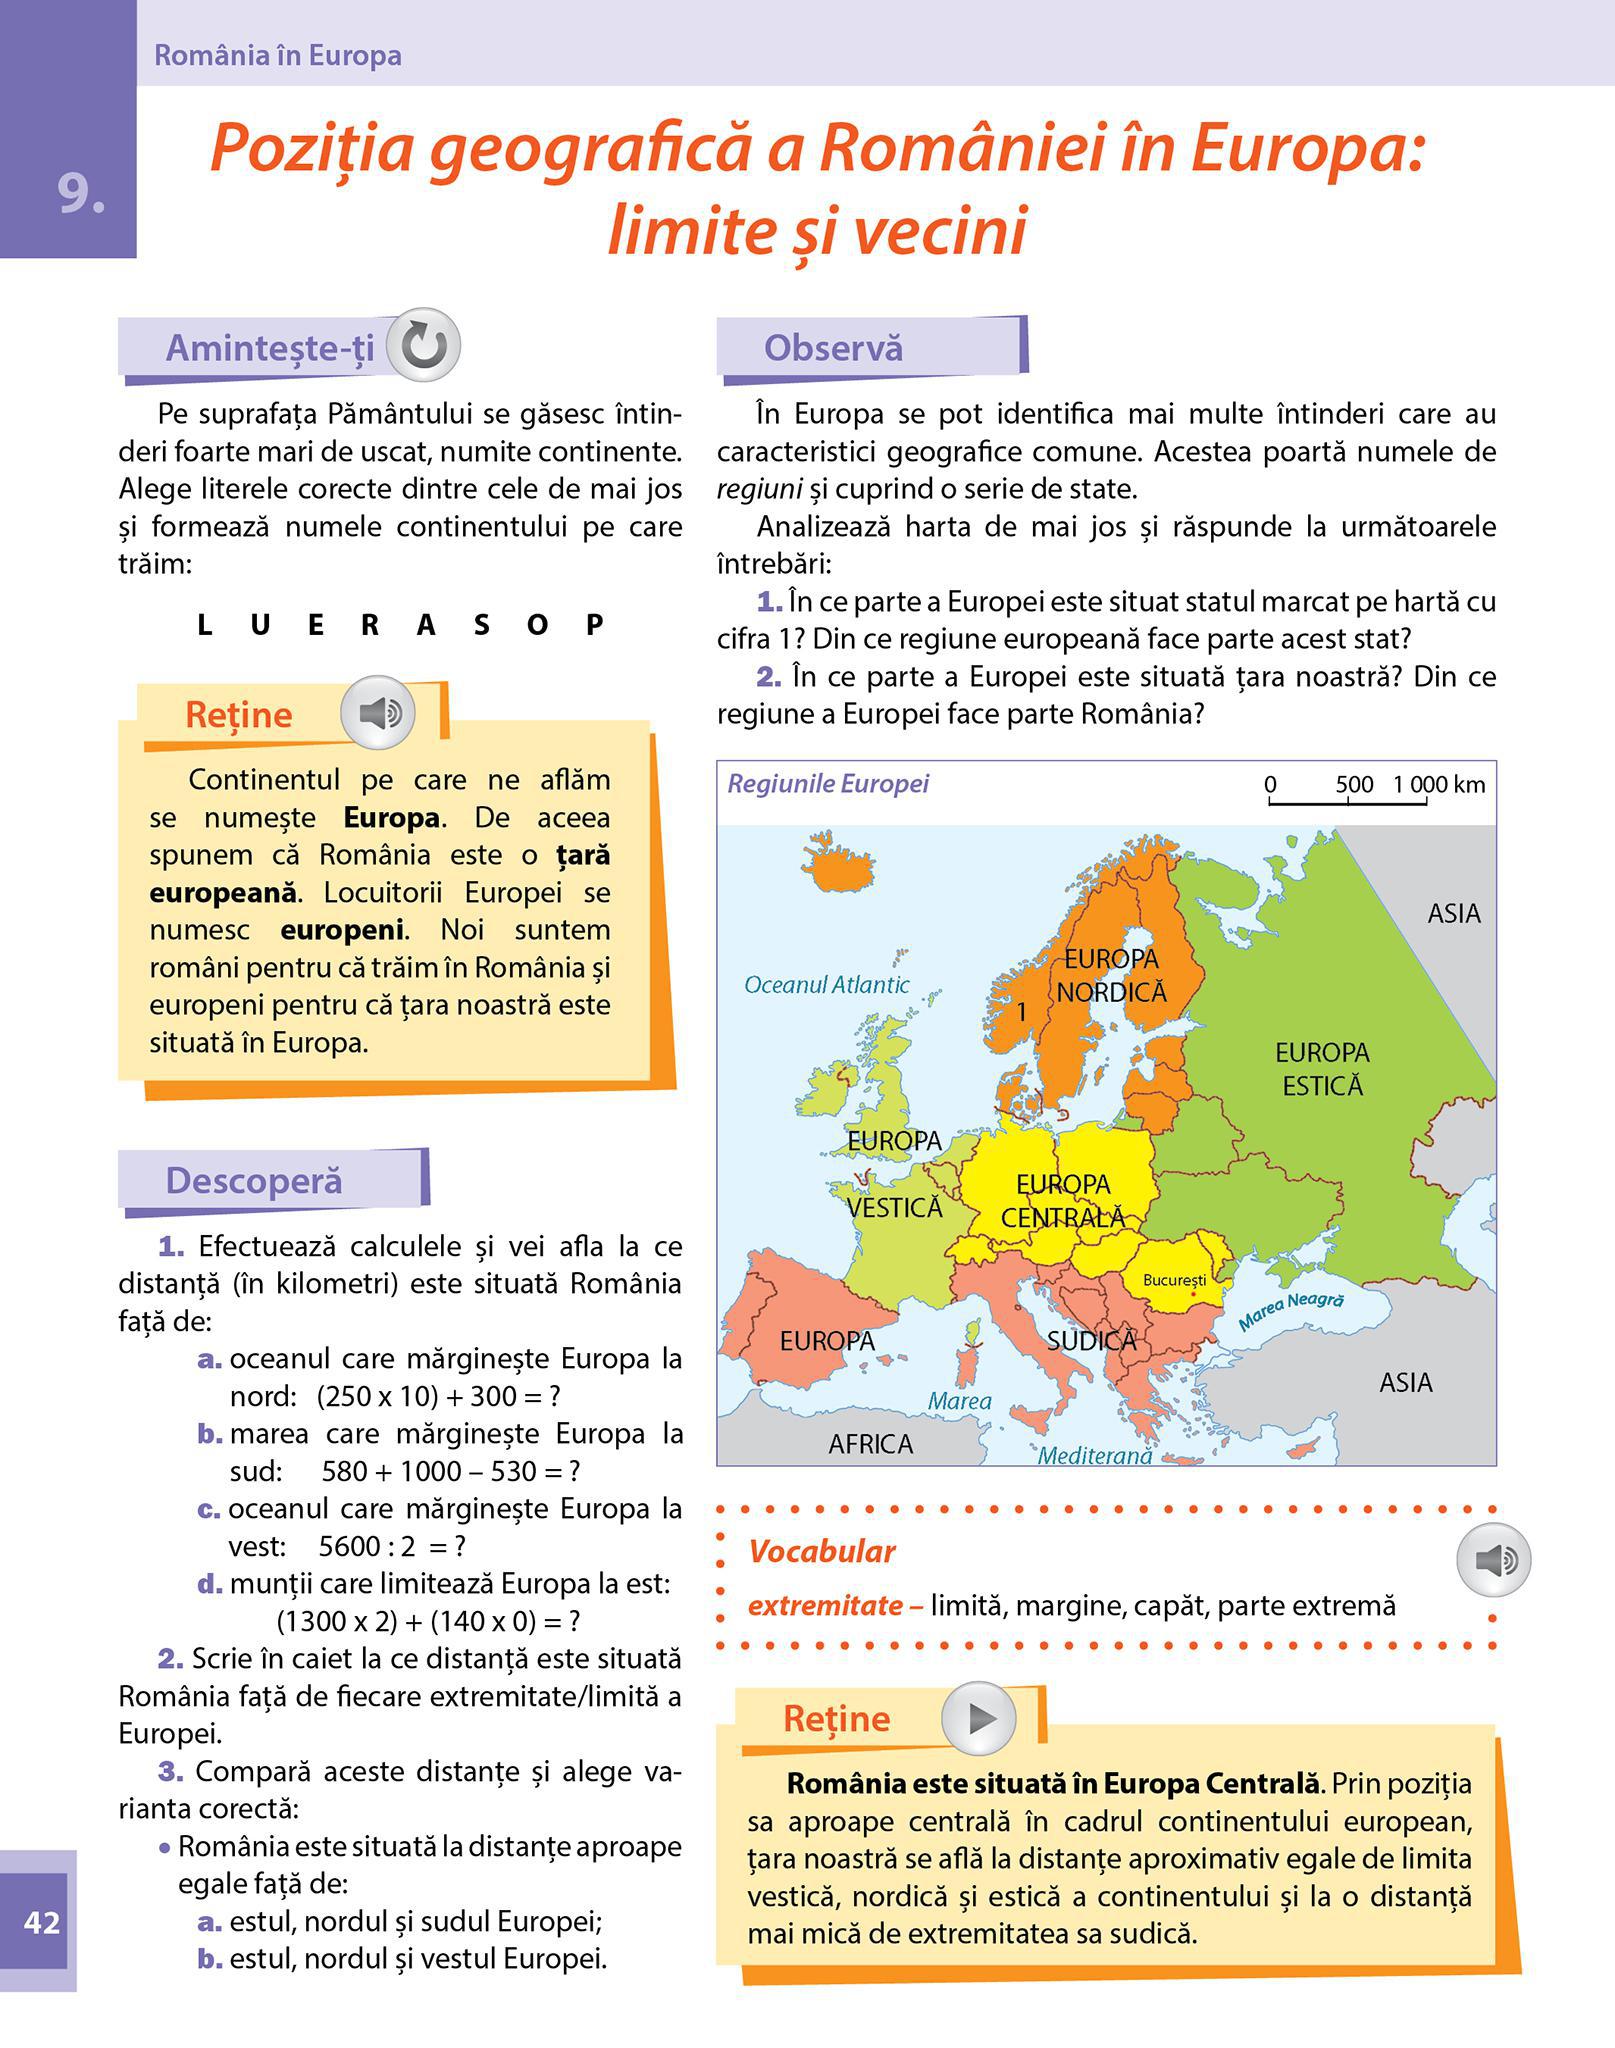 România în Europa
9.
Poziția geografică a României în Europa:
limite și vecini
Amintește-ți
Pe suprafața Pământului se găsesc întin-
deri foarte mari de uscat, numite continente.
Alege literele corecte dintre cele de mai jos
și formează numele continentului pe care
trăim:
L U E R A S O P
Reține
Continentul pe care ne aflăm
se numește Europa. De aceea
spunem că România este o țară
europeană. Locuitorii Europei se
numesc europeni. Noi suntem
români pentru că trăim în România și
europeni pentru că țara noastră este
situată în Europa.
Descoperă
1. Efectuează calculele și vei afla la ce
distanță (în kilometri) este situată România
față de:
a. oceanul care mărginește Europa la
nord: (250 x 10) + 300 = ?
b. marea care mărginește Europa la
sud: 580 + 1000 – 530 = ?
c. oceanul care mărginește Europa la
vest: 5600 : 2 = ?
d. munții care limitează Europa la est:
(1300 x 2) + (140 x 0) = ?
2. Scrie în caiet la ce distanță este situată
România față de fiecare extremitate/limită a
Europei.
3. Compară aceste distanțe și alege va-
rianta corectă:
• România este situată la distanțe aproape
egale față de:
a. estul, nordul și sudul Europei;
b. estul, nordul și vestul Europei.
42
Observă
În Europa se pot identifica mai multe întinderi care au
caracteristici geografice comune. Acestea poartă numele de
regiuni și cuprind o serie de state.
Analizează harta de mai jos și răspunde la următoarele
întrebări:
1. În ce parte a Europei este situat statul marcat pe hartă cu
cifra 1? Din ce regiune europeană face parte acest stat?
2. În ce parte a Europei este situată țara noastră? Din ce
regiune a Europei face parte România?
Regiunile Europei
0 500 1 000 km
ASIA
EUROPA
NORDICĂ
Oceanul Atlantic
1
EUROPA
ESTICĂ
EUROPA
VESTICĂ
EUROPA
CENTRALĂ
București
Marea Neagră
EUROPA
SUDICĂ
ASIA
Marea
Mediterană
AFRICA
Vocabular
extremitate – limită, margine, capăt, parte extremă
Reține
România este situată în Europa Centrală. Prin poziția
sa aproape centrală în cadrul continentului european,
țara noastră se află la distanțe aproximativ egale de limita
vestică, nordică și estică a continentului și la o distanță
mai mică de extremitatea sa sudică.